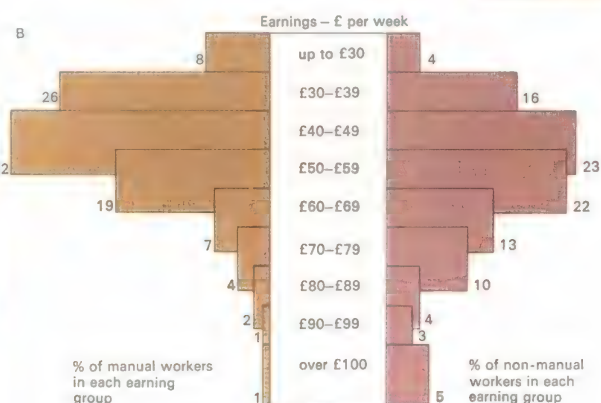 B
Earnings – £ per week
8 up to £30 4
26 £30–£39 16
2 £40–£49 23
19 £50–£59 22
7 £60–£69 13
4 £70–£79 10
2 £80–£89 4
1 £90–£99 3
1 over £100 5
% of manual workers
in each earning
group
% of non-manual
workers in each
earning group